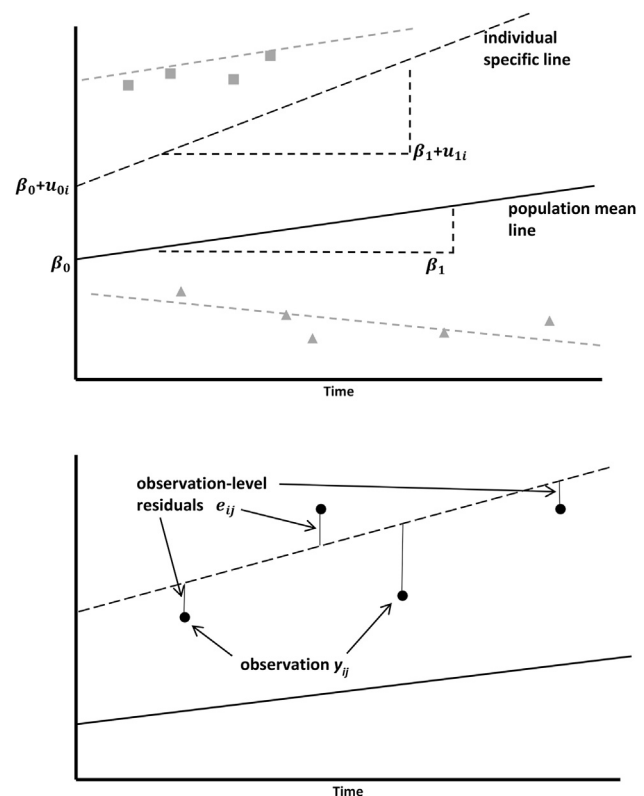 individual
specific line
β₁+u₁ᵢ
β₀+u₀ᵢ
population mean
line
β₀
β₁
Time
observation-level
residuals eᵢⱼ
observation yᵢⱼ
Time